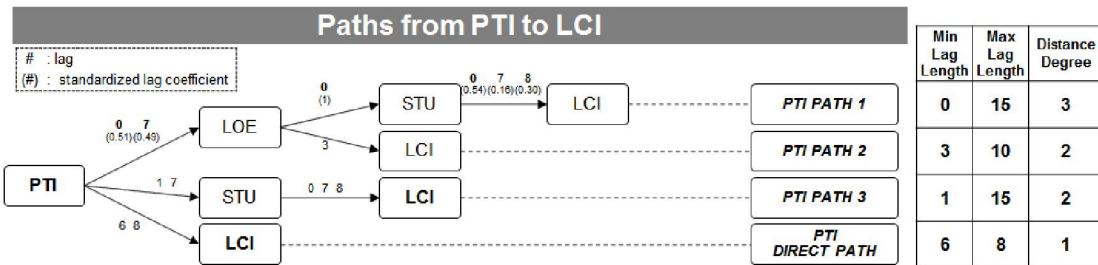 Paths from PTI to LCI
# : lag
(#) : standardized lag coefficient
Min Lag Length
Max Lag Length
Distance Degree
0 7 8
(0.54)(0.16)(0.30)
0
(1)
STU
LCI
PTI PATH 1
0 15 3
0 7
(0.51)(0.49)
LOE
3
LCI
PTI PATH 2
3 10 2
PTI
1 7
STU
0 7 8
LCI
PTI PATH 3
1 15 2
6 8
LCI
PTI
DIRECT PATH
6 8 1